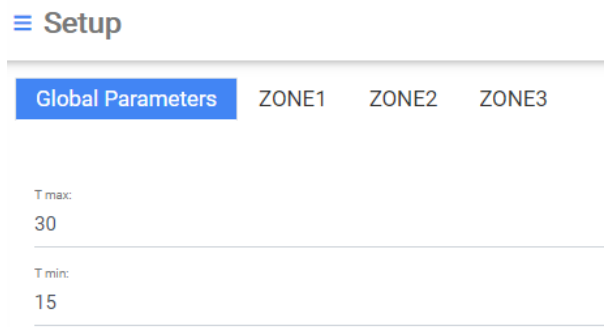 Setup
Global Parameters ZONE1 ZONE2 ZONE3
T max:
30
T min:
15